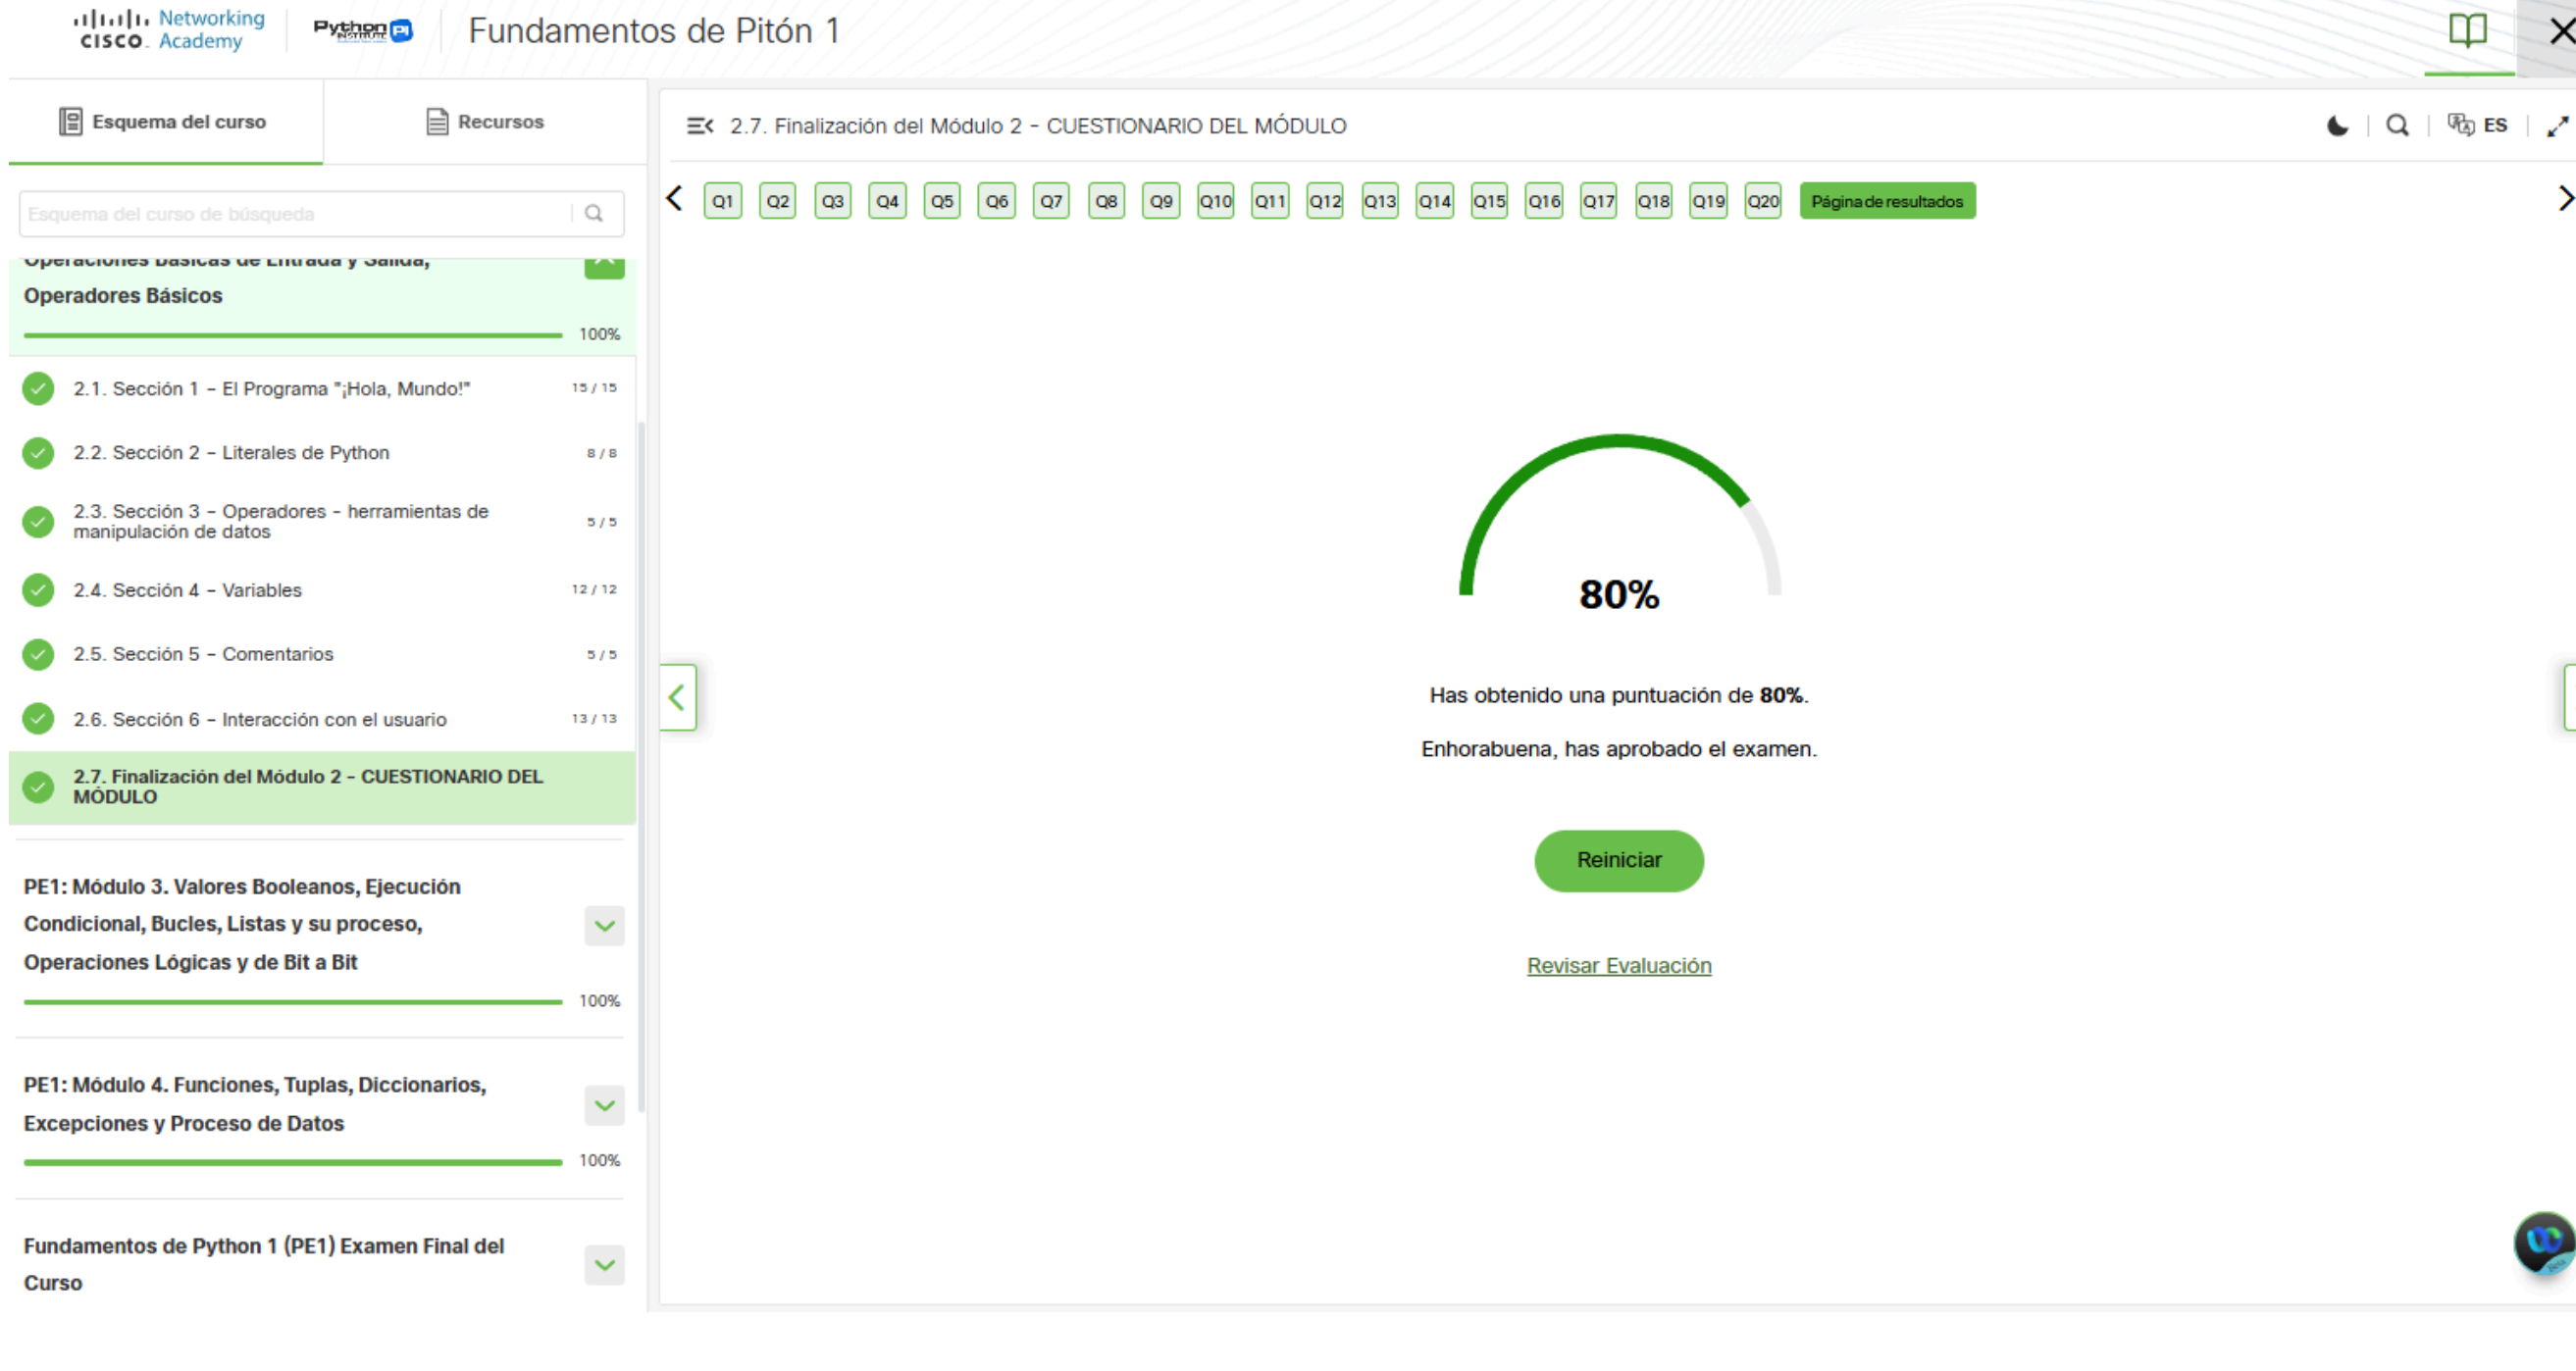 Networking
CISCO Academy
Python
INSTITUTE
Fundamentos de Pitón 1
Esquema del curso
Recursos
2.7. Finalización del Módulo 2 - CUESTIONARIO DEL MÓDULO
ES
Esquema del curso de búsqueda
Q1 Q2 Q3 Q4 Q5 Q6 Q7 Q8 Q9 Q10 Q11 Q12 Q13 Q14 Q15 Q16 Q17 Q18 Q19 Q20 Página de resultados
Operaciones Básicas de Entrada y Salida,
Operadores Básicos
100%
2.1. Sección 1 – El Programa "¡Hola, Mundo!" 15 / 15
2.2. Sección 2 – Literales de Python 8 / 8
2.3. Sección 3 – Operadores - herramientas de
manipulación de datos 5 / 5
2.4. Sección 4 – Variables 12 / 12
2.5. Sección 5 – Comentarios 5 / 5
2.6. Sección 6 – Interacción con el usuario 13 / 13
2.7. Finalización del Módulo 2 - CUESTIONARIO DEL
MÓDULO
PE1: Módulo 3. Valores Booleanos, Ejecución
Condicional, Bucles, Listas y su proceso,
Operaciones Lógicas y de Bit a Bit
100%
PE1: Módulo 4. Funciones, Tuplas, Diccionarios,
Excepciones y Proceso de Datos
100%
Fundamentos de Python 1 (PE1) Examen Final del
Curso
80%
Has obtenido una puntuación de 80%.
Enhorabuena, has aprobado el examen.
Reiniciar
Revisar Evaluación
Beta